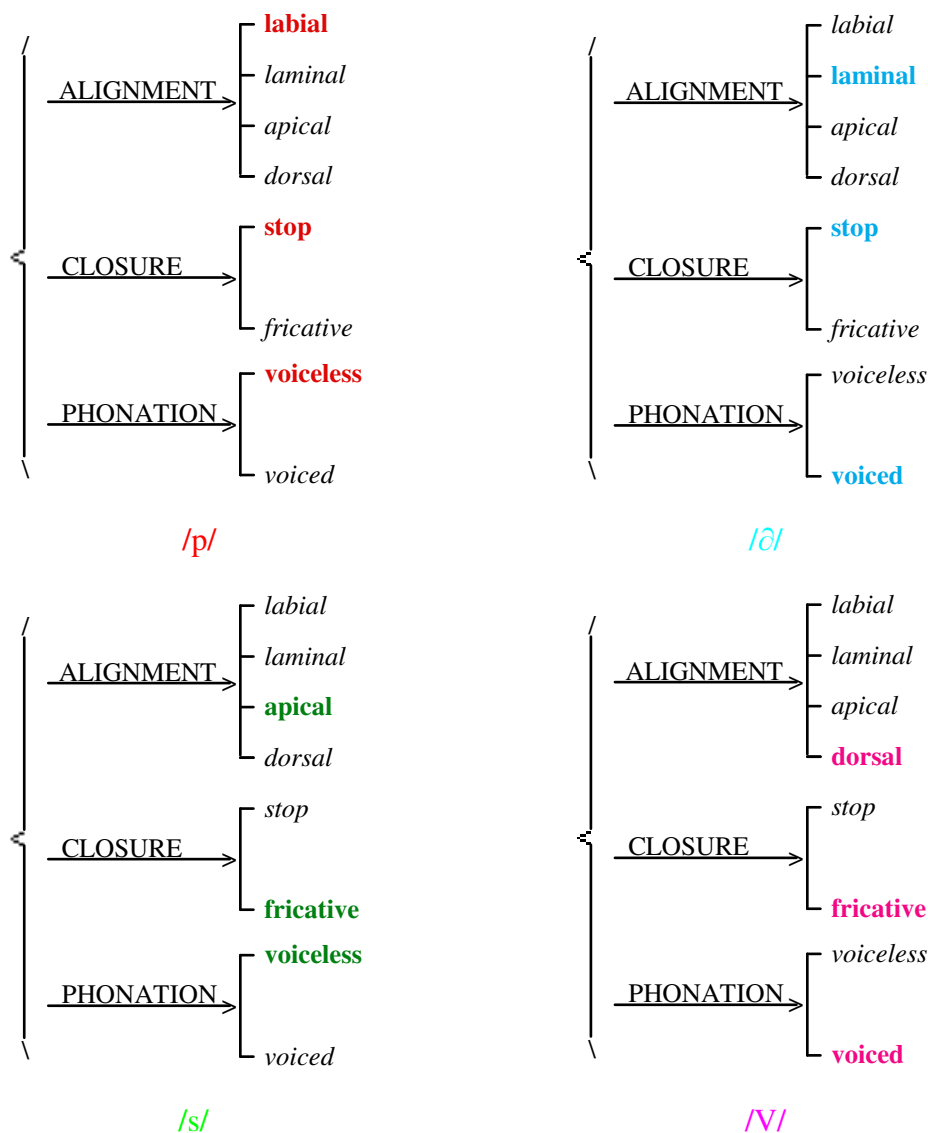 labial
laminal
ALIGNMENT
apical
dorsal
stop
CLOSURE
fricative
voiceless
PHONATION
voiced
/p/
labial
laminal
ALIGNMENT
apical
dorsal
stop
CLOSURE
fricative
voiceless
PHONATION
voiced
/∂/
labial
laminal
ALIGNMENT
apical
dorsal
stop
CLOSURE
fricative
voiceless
PHONATION
voiced
/s/
labial
laminal
ALIGNMENT
apical
dorsal
stop
CLOSURE
fricative
voiceless
PHONATION
voiced
/V/